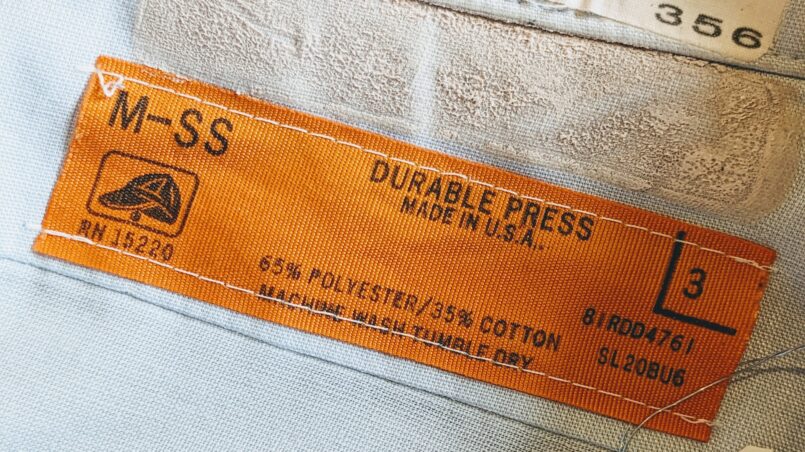 356
M-SS
DURABLE PRESS
MADE IN U.S.A.
RN 15220
65% POLYESTER/35% COTTON
MACHINE WASH TUMBLE DRY
3
81RDD4761
SL20BU6